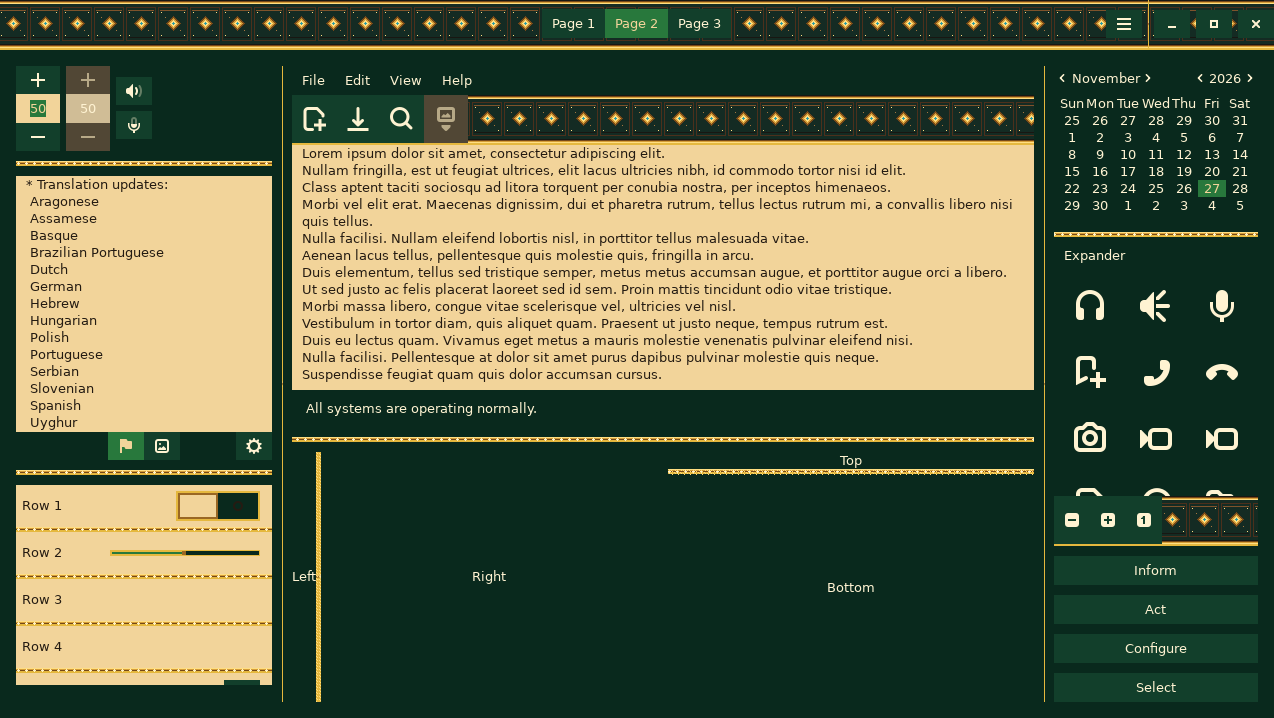 Page 1 Page 2 Page 3
50 50
* Translation updates:
Aragonese
Assamese
Basque
Brazilian Portuguese
Dutch
German
Hebrew
Hungarian
Polish
Portuguese
Serbian
Slovenian
Spanish
Uyghur
Row 1
Row 2
Row 3
Row 4
File Edit View Help
Lorem ipsum dolor sit amet, consectetur adipiscing elit.
Nullam fringilla, est ut feugiat ultrices, elit lacus ultricies nibh, id commodo tortor nisi id elit.
Class aptent taciti sociosqu ad litora torquent per conubia nostra, per inceptos himenaeos.
Morbi vel elit erat. Maecenas dignissim, dui et pharetra rutrum, tellus lectus rutrum mi, a convallis libero nisi
quis tellus.
Nulla facilisi. Nullam eleifend lobortis nisl, in porttitor tellus malesuada vitae.
Aenean lacus tellus, pellentesque quis molestie quis, fringilla in arcu.
Duis elementum, tellus sed tristique semper, metus metus accumsan augue, et porttitor augue orci a libero.
Ut sed justo ac felis placerat laoreet sed id sem. Proin mattis tincidunt odio vitae tristique.
Morbi massa libero, congue vitae scelerisque vel, ultricies vel nisl.
Vestibulum in tortor diam, quis aliquet quam. Praesent ut justo neque, tempus rutrum est.
Duis eu lectus quam. Vivamus eget metus a mauris molestie venenatis pulvinar eleifend nisi.
Nulla facilisi. Pellentesque at dolor sit amet purus dapibus pulvinar molestie quis neque.
Suspendisse feugiat quam quis dolor accumsan cursus.
All systems are operating normally.
Left
Right
Top
Bottom
November 2026
Sun Mon Tue Wed Thu Fri Sat
25 26 27 28 29 30 31
1 2 3 4 5 6 7
8 9 10 11 12 13 14
15 16 17 18 19 20 21
22 23 24 25 26 27 28
29 30 1 2 3 4 5
Expander
1
Inform
Act
Configure
Select